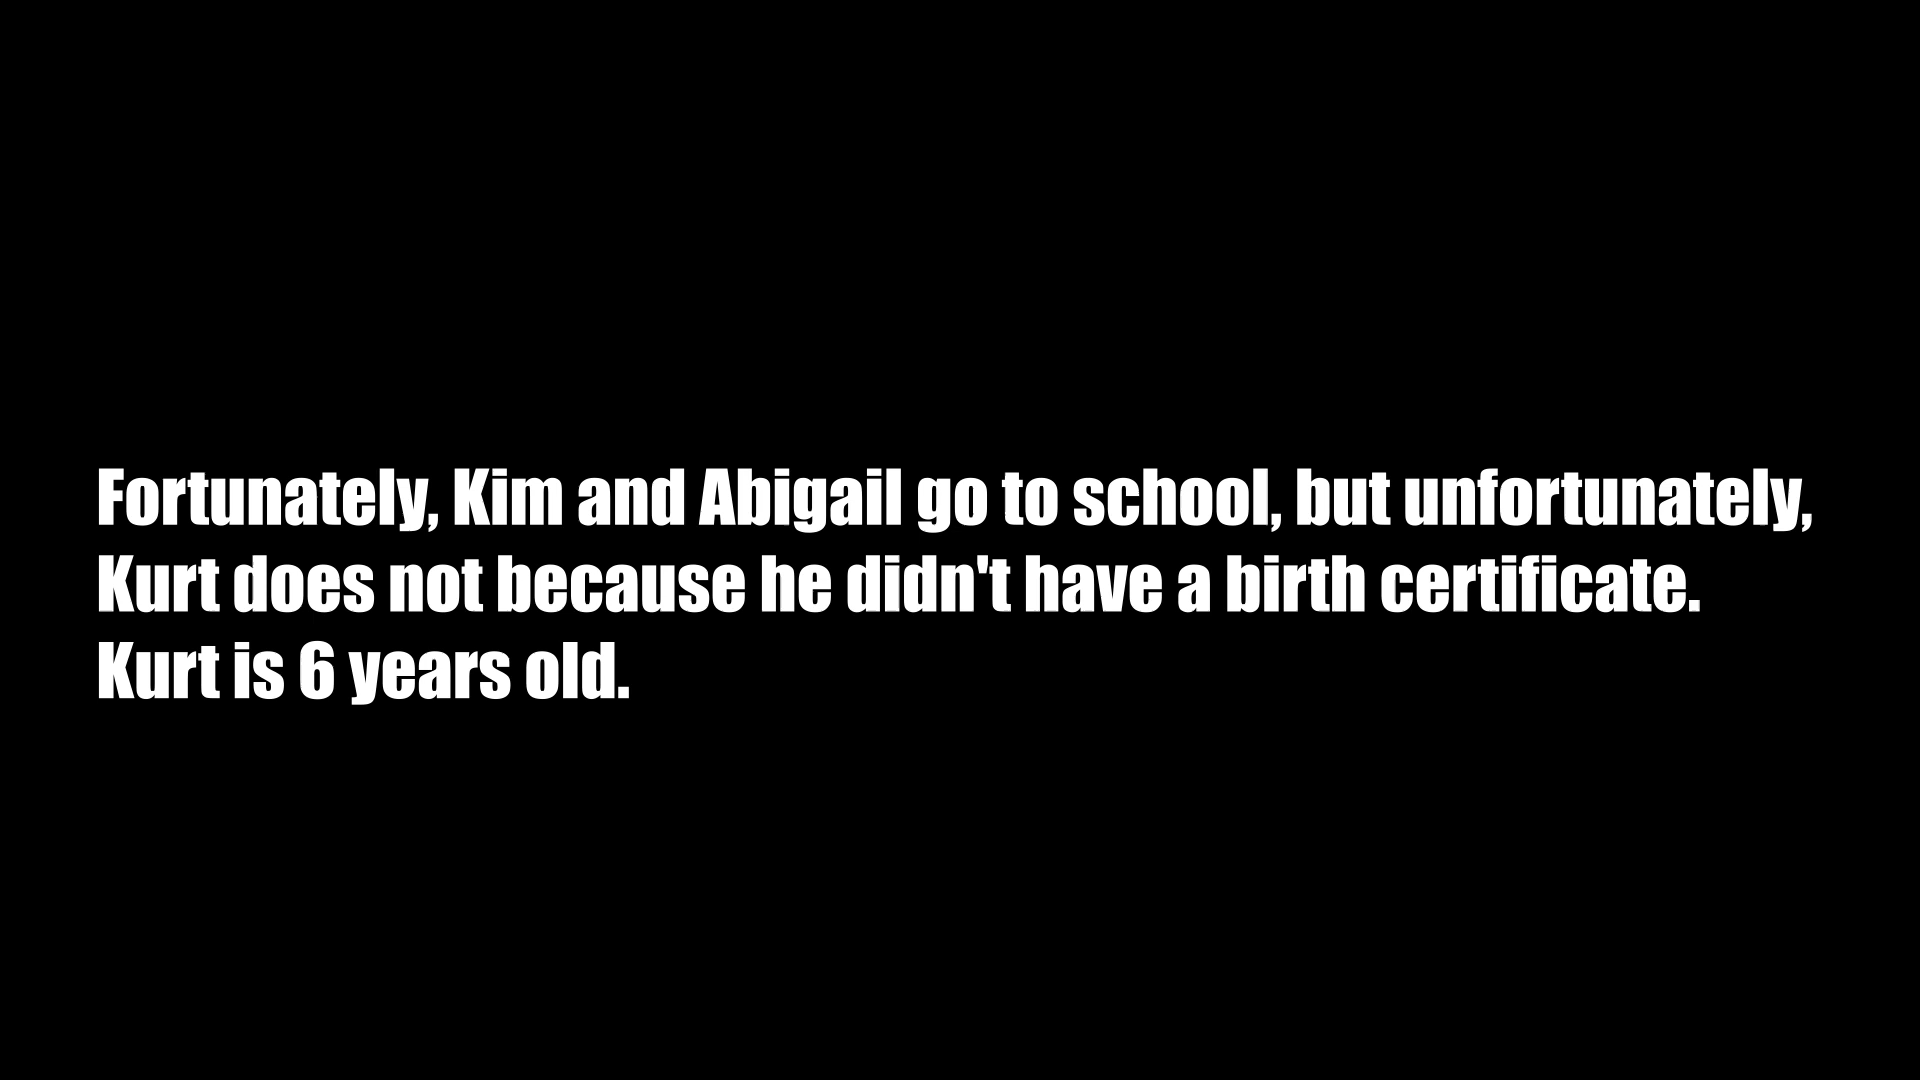 Fortunately, Kim and Abigail go to school, but unfortunately,
Kurt does not because he didn't have a birth certificate.
Kurt is 6 years old.